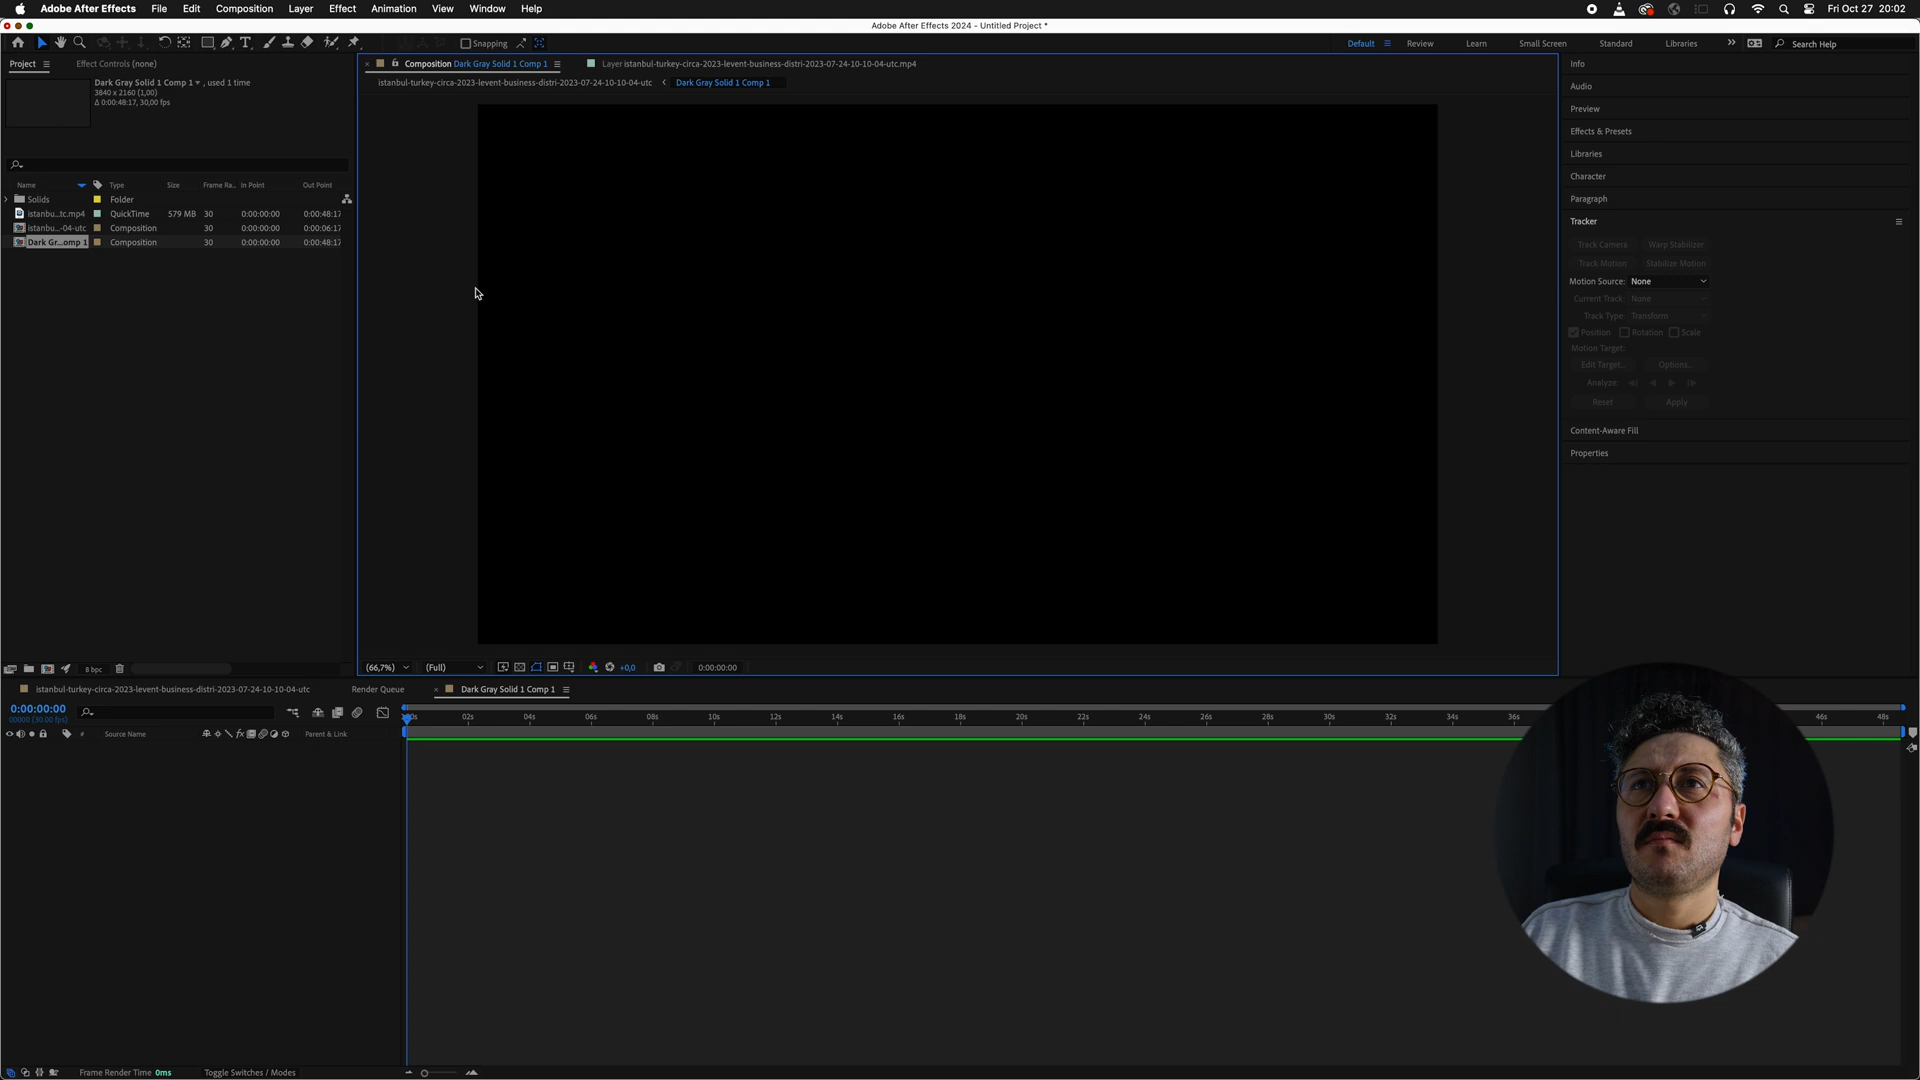 Adobe After Effects File Edit Composition Layer Effect Animation View Window Help Fri Oct 27 20:02
Adobe After Effects 2024 - Untitled Project *
Snapping Default Review Learn Small Screen Standard Libraries Search Help
Project Effect Controls (none)
Dark Gray Solid 1 Comp 1 , used 1 time
3840 x 2160 (1,00)
Δ 0:00:48:17, 30,00 fps
Name Type Size Frame Ra... In Point Out Point
Solids Folder
istanbu...tc.mp4 QuickTime 579 MB 30 0:00:00:00 0:00:48:17
istanbu...-04-utc Composition 30 0:00:00:00 0:00:06:17
Dark Gr...omp 1 Composition 30 0:00:00:00 0:00:48:17
8 bpc
Composition Dark Gray Solid 1 Comp 1 Layer istanbul-turkey-circa-2023-levent-business-distri-2023-07-24-10-10-04-utc.mp4
istanbul-turkey-circa-2023-levent-business-distri-2023-07-24-10-10-04-utc Dark Gray Solid 1 Comp 1
(66,7%) (Full) +0,0 0:00:00:00
Info
Audio
Preview
Effects & Presets
Libraries
Character
Paragraph
Tracker
Track Camera Warp Stabilizer
Track Motion Stabilize Motion
Motion Source: None
Current Track: None
Track Type: Transform
Position Rotation Scale
Motion Target:
Edit Target... Options...
Analyze:
Reset Apply
Content-Aware Fill
Properties
istanbul-turkey-circa-2023-levent-business-distri-2023-07-24-10-10-04-utc Render Queue Dark Gray Solid 1 Comp 1
0:00:00:00
00000 (30.00 fps)
02s 04s 06s 08s 10s 12s 14s 16s 18s 20s 22s 24s 26s 28s 30s 32s 34s 36s 46s 48s
# Source Name fx Parent & Link
Frame Render Time 0ms Toggle Switches / Modes